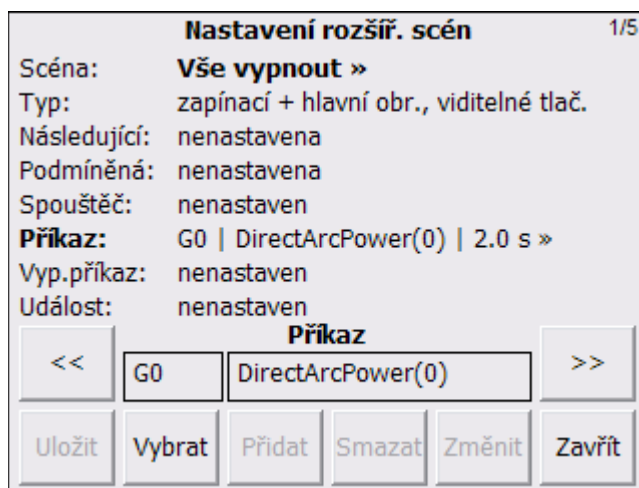 Nastavení rozšíř. scén 1/5
Scéna: Vše vypnout »
Typ: zapínací + hlavní obr., viditelné tlač.
Následující: nenastavena
Podmíněná: nenastavena
Spouštěč: nenastaven
Příkaz: G0 | DirectArcPower(0) | 2.0 s »
Vyp.příkaz: nenastaven
Událost: nenastaven
Příkaz
<< G0 DirectArcPower(0) >>
Uložit Vybrat Přidat Smazat Změnit Zavřít